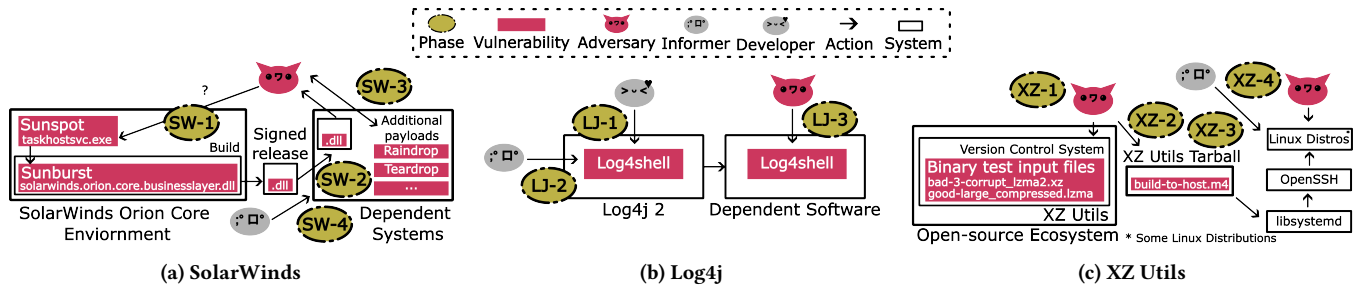 Phase Vulnerability Adversary Informer Developer Action System
?
SW-1
SW-3
Sunspot
taskhostsvc.exe
Build
Sunburst
solarwinds.orion.core.businesslayer.dll
SolarWinds Orion Core
Enviornment
Signed
release
.dll
.dll
SW-2
SW-4
Additional
payloads
Raindrop
Teardrop
...
Dependent
Systems
(a) SolarWinds
LJ-1
LJ-2
Log4shell
Log4j 2
LJ-3
Log4shell
Dependent Software
(b) Log4j
XZ-1
XZ-2
XZ-3
XZ-4
Version Control System
Binary test input files
bad-3-corrupt_lzma2.xz
good-large_compressed.lzma
XZ Utils
Open-source Ecosystem
XZ Utils Tarball
build-to-host.m4
Linux Distros*
OpenSSH
libsystemd
* Some Linux Distributions
(c) XZ Utils